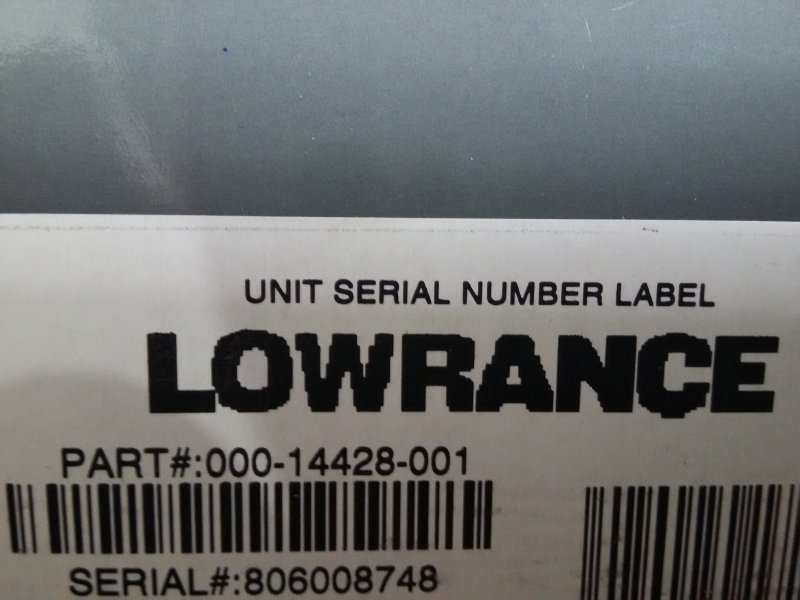 UNIT SERIAL NUMBER LABEL
LOWRANCE
PART#:000-14428-001
SERIAL#:806008748